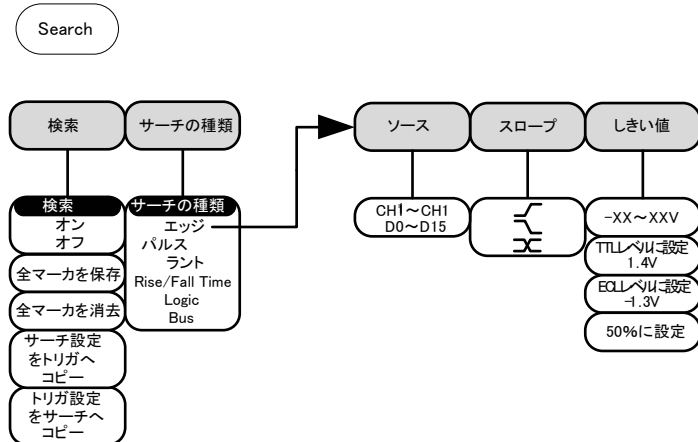 Search
検索
サーチの種類
ソース
スロープ
しきい値
検索
オン
オフ
全マーカを保存
全マーカを消去
サーチ設定
をトリガへ
コピー
トリガ設定
をサーチへ
コピー
サーチの種類
エッジ
パルス
ラント
Rise/Fall Time
Logic
Bus
CH1～CH1
D0～D15
-XX～XXV
TTLレベルに設定
1.4V
ECLレベルに設定
-1.3V
50%に設定